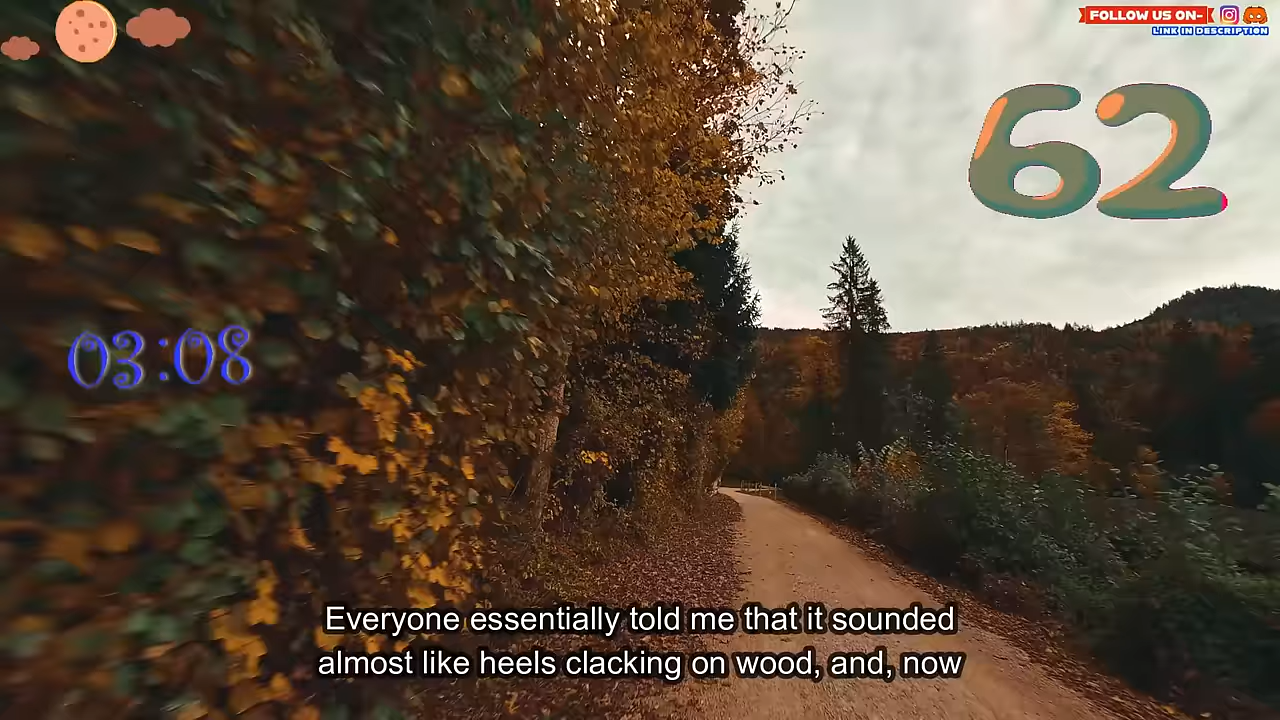 FOLLOW US ON-
LINK IN DESCRIPTION
62
03:08
Everyone essentially told me that it sounded
almost like heels clacking on wood, and, now